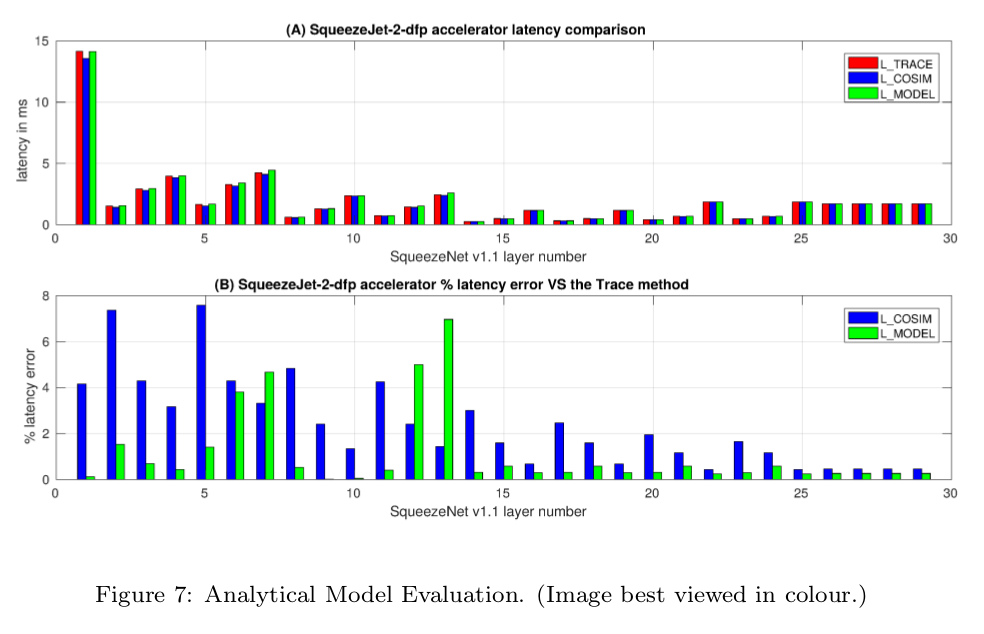 (A) SqueezeJet-2-dfp accelerator latency comparison
15
10
5
0
latency in ms
L_TRACE
L_COSIM
L_MODEL
0 5 10 15 20 25 30
SqueezeNet v1.1 layer number
(B) SqueezeJet-2-dfp accelerator % latency error VS the Trace method
8
6
4
2
0
% latency error
L_COSIM
L_MODEL
0 5 10 15 20 25 30
SqueezeNet v1.1 layer number
Figure 7: Analytical Model Evaluation. (Image best viewed in colour.)